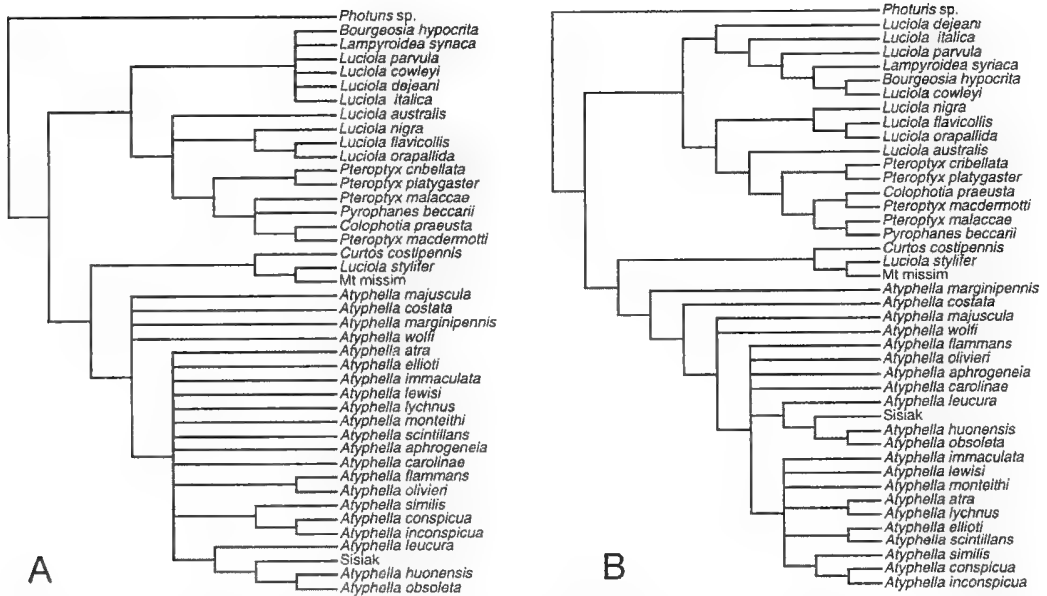 Photuris sp.
Bourgeosia hypocrita
Lampyroidea syriaca
Luciola parvula
Luciola cowleyi
Luciola dejeani
Luciola italica
Luciola australis
Luciola nigra
Luciola flavicollis
Luciola orapallida
Pteroptyx cribellata
Pteroptyx platygaster
Pteroptyx malaccae
Pyrophanes beccarii
Colophotia praeusta
Pteroptyx macdermotti
Curtos costipennis
Luciola stylifer
Mt missim
Atyphella majuscula
Atyphella costata
Atyphella marginipennis
Atyphella wolfi
Atyphella atra
Atyphella ellioti
Atyphella immaculata
Atyphella lewisi
Atyphella lychnus
Atyphella monteithi
Atyphella scintillans
Atyphella aphrogeneia
Atyphella carolinae
Atyphella flammans
Atyphella olivieri
Atyphella similis
Atyphella conspicua
Atyphella inconspicua
Atyphella leucura
Sisiak
Atyphella huonensis
Atyphella obsoleta
A
Photuris sp.
Luciola dejeani
Luciola italica
Luciola parvula
Lampyroidea syriaca
Bourgeosia hypocrita
Luciola cowleyi
Luciola nigra
Luciola flavicollis
Luciola orapallida
Luciola australis
Pteroptyx cribellata
Pteroptyx platygaster
Colophotia praeusta
Pteroptyx macdermotti
Pteroptyx malaccae
Pyrophanes beccarii
Curtos costipennis
Luciola stylifer
Mt missim
Atyphella marginipennis
Atyphella costata
Atyphella majuscula
Atyphella wolfi
Atyphella flammans
Atyphella olivieri
Atyphella aphrogeneia
Atyphella carolinae
Atyphella leucura
Sisiak
Atyphella huonensis
Atyphella obsoleta
Atyphella immaculata
Atyphella lewisi
Atyphella monteithi
Atyphella atra
Atyphella lychnus
Atyphella ellioti
Atyphella scintillans
Atyphella similis
Atyphella conspicua
Atyphella inconspicua
B